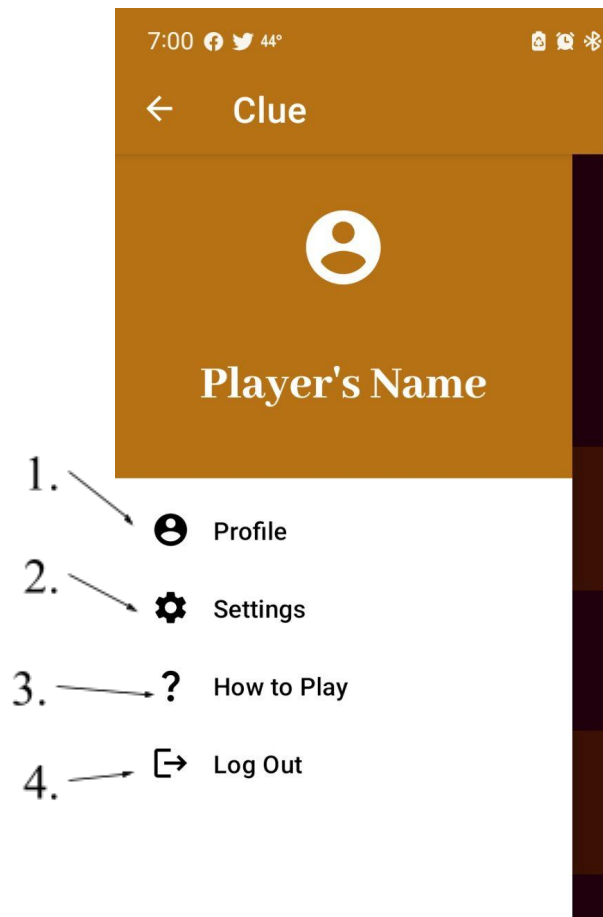 7:00 44°
Clue
Player's Name
1. Profile
2. Settings
3. ? How to Play
4. Log Out